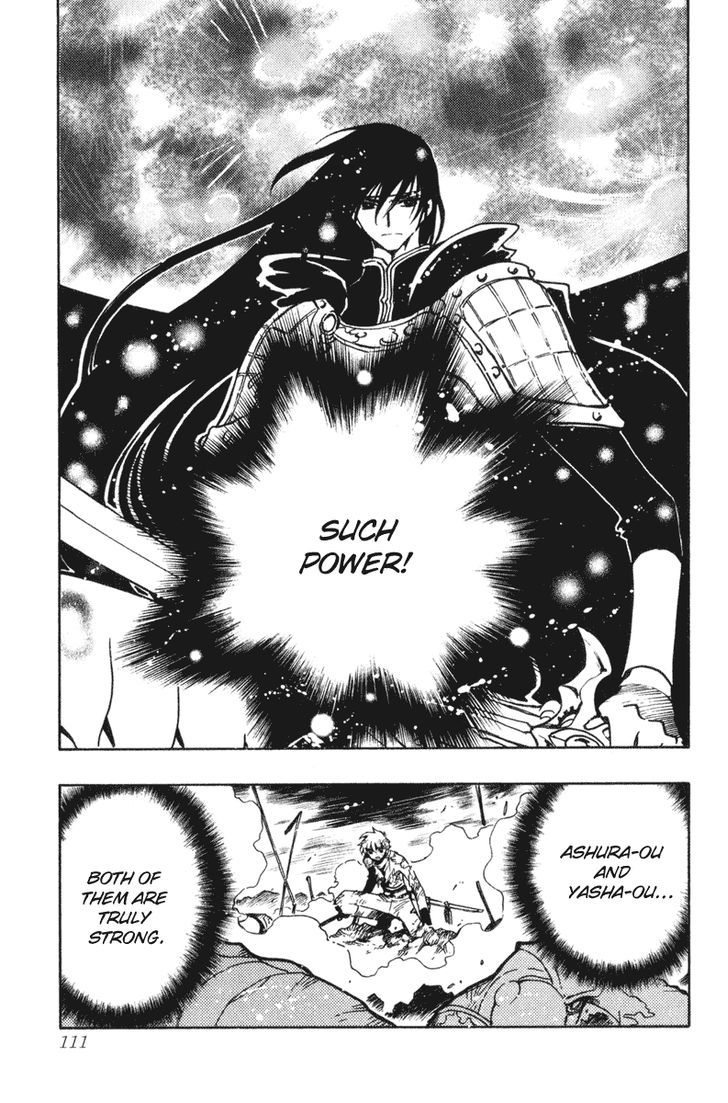 SUCH
POWER!
ASHURA-OU
AND
YASHA-OU...
BOTH OF
THEM ARE
TRULY
STRONG.
111